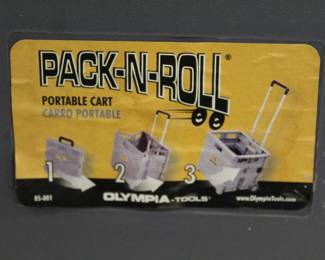 PACK-N-ROLL®
PORTABLE CART
CARRO PORTABLE
1 2 3
85-001 OLYMPIA-TOOLS® www.OlympiaTools.com